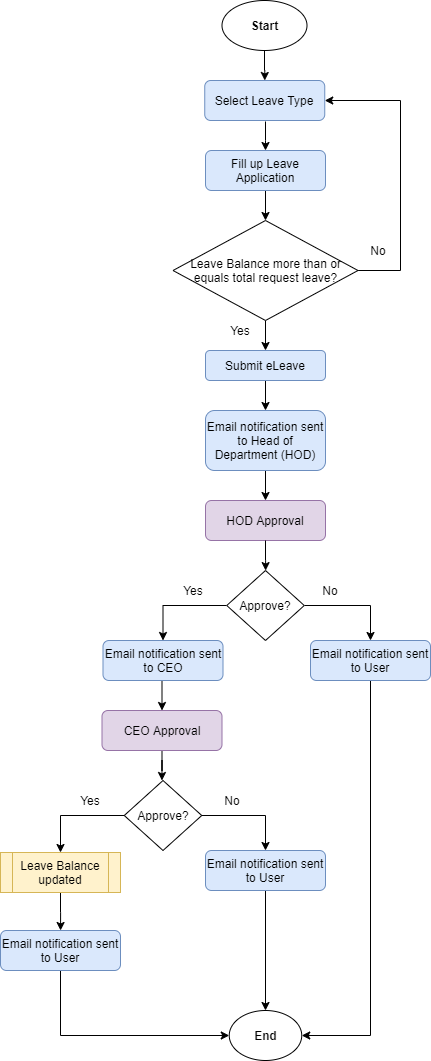 Start
Select Leave Type
Fill up Leave
Application
Leave Balance more than or
equals total request leave?
No
Yes
Submit eLeave
Email notification sent
to Head of
Department (HOD)
HOD Approval
Yes
No
Approve?
Email notification sent
to CEO
Email notification sent
to User
CEO Approval
Yes
No
Approve?
Leave Balance
updated
Email notification sent
to User
Email notification sent
to User
End